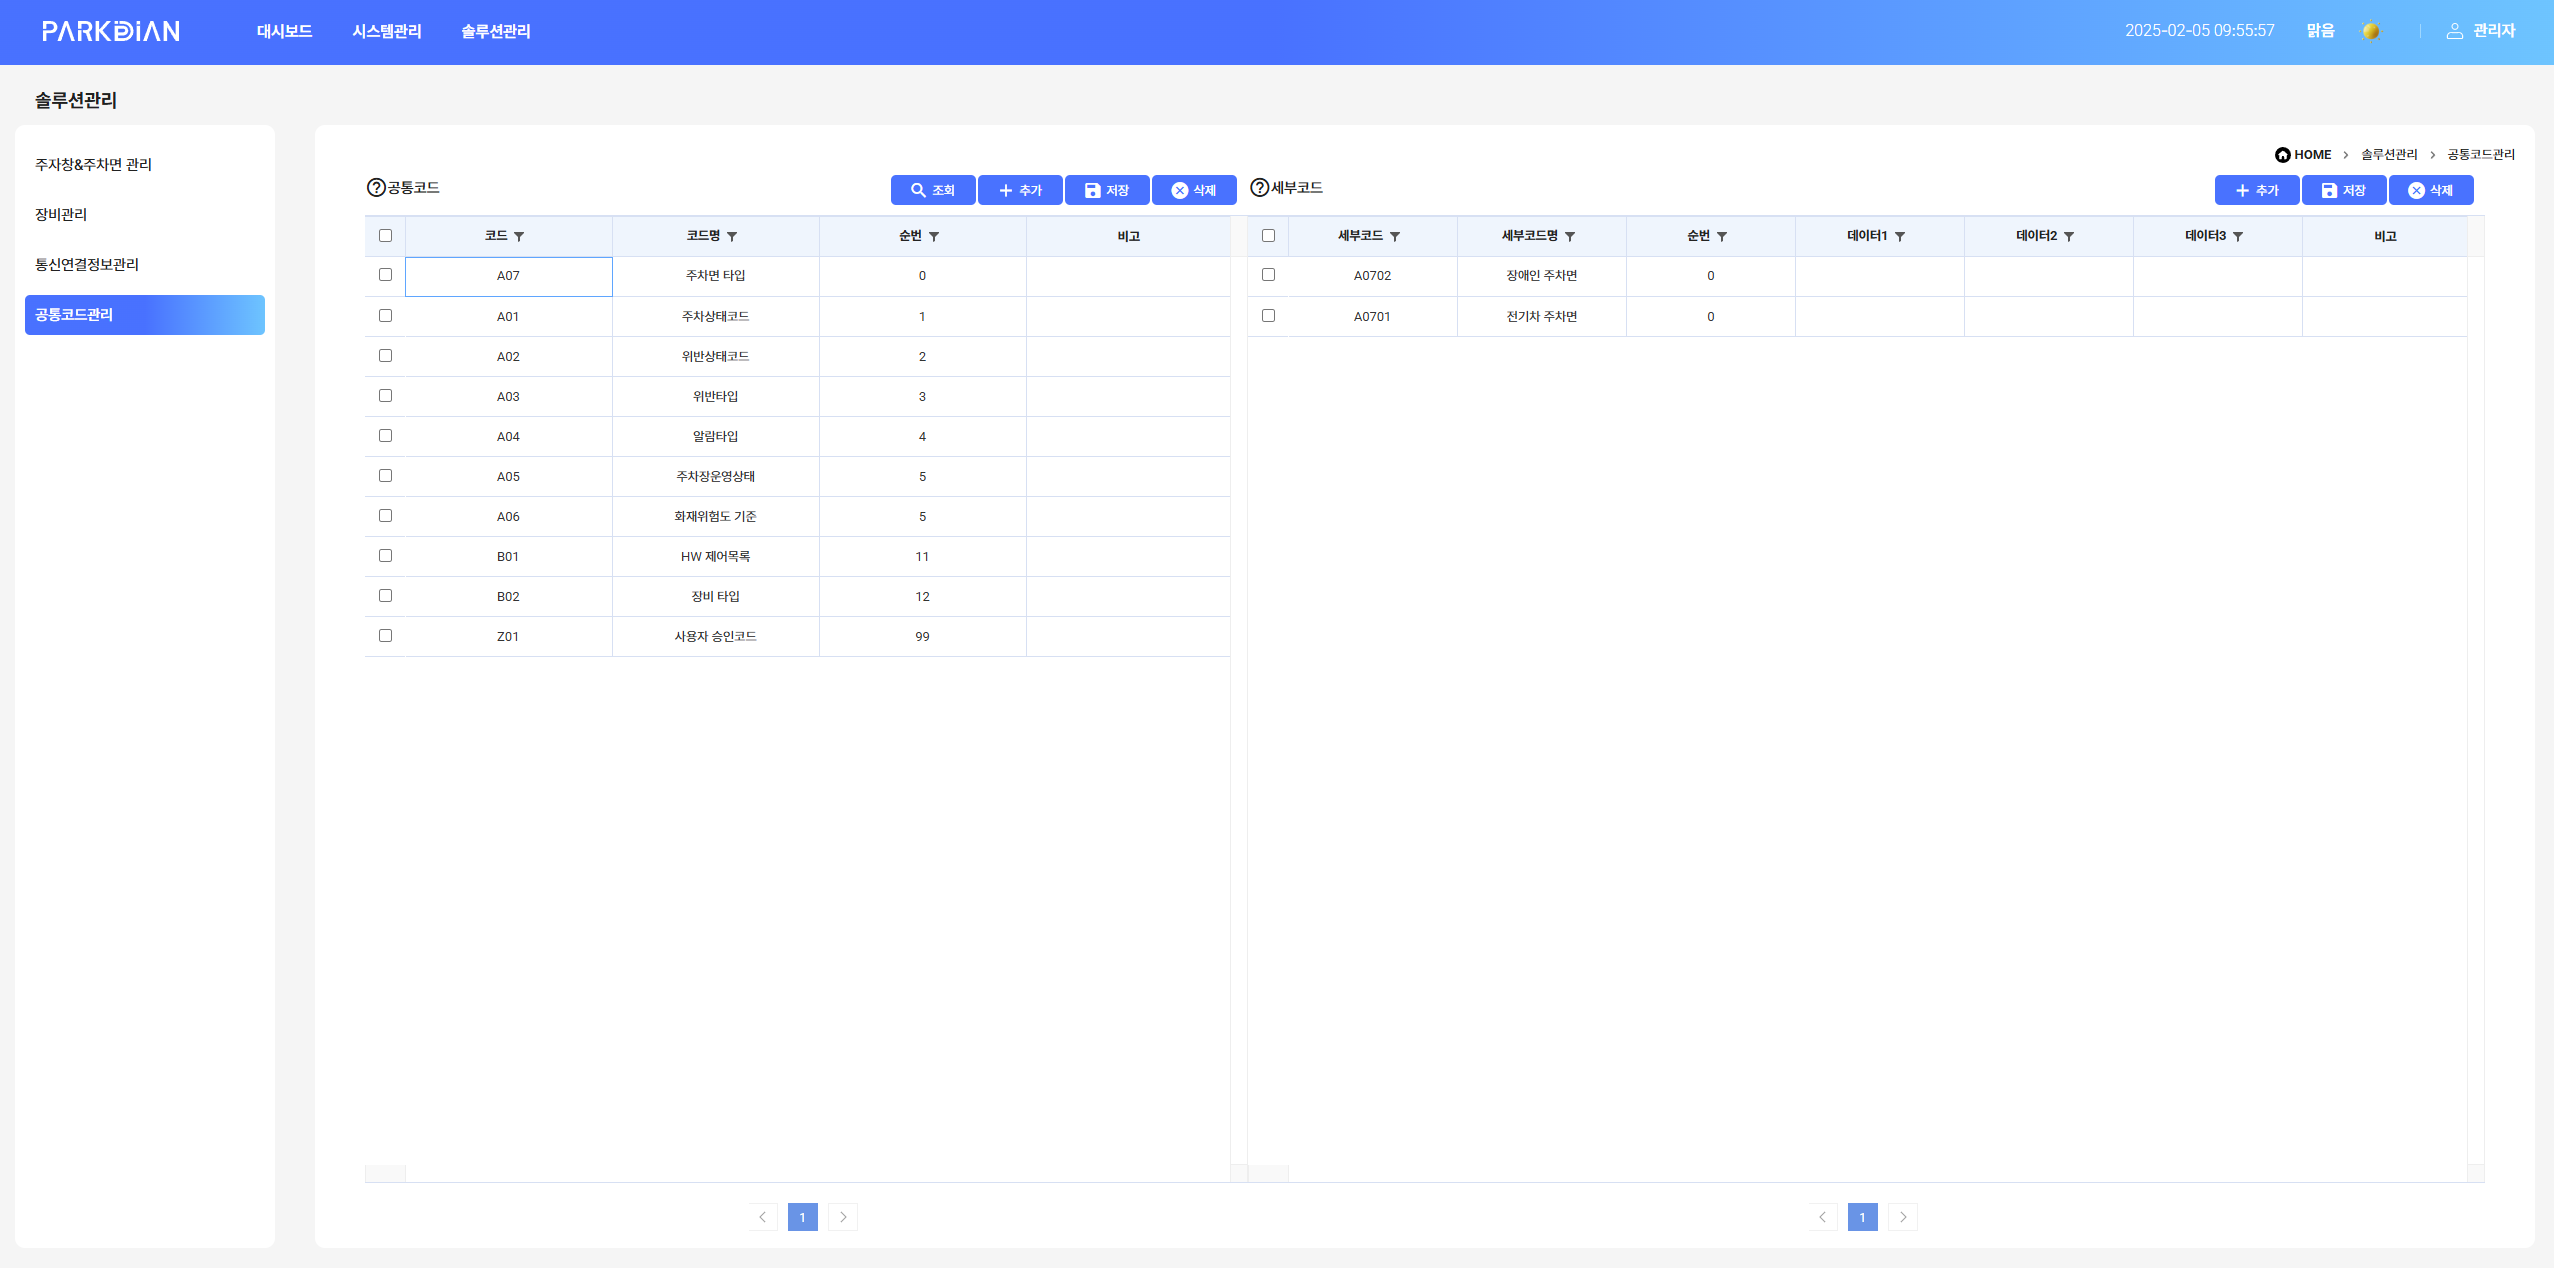 PARKDiAN 대시보드 시스템관리 솔루션관리 2025-02-05 09:55:57 맑음 관리자
솔루션관리
주자창&주차면 관리
장비관리
통신연결정보관리
공통코드관리
HOME > 솔루션관리 > 공통코드관리
공통코드 조회 추가 저장 삭제
코드 코드명 순번 비고
A07 주차면 타입 0
A01 주차상태코드 1
A02 위반상태코드 2
A03 위반타입 3
A04 알람타입 4
A05 주차장운영상태 5
A06 화재위험도 기준 5
B01 HW 제어목록 11
B02 장비 타입 12
Z01 사용자 승인코드 99
1
세부코드 추가 저장 삭제
세부코드 세부코드명 순번 데이터1 데이터2 데이터3 비고
A0702 장애인 주차면 0
A0701 전기차 주차면 0
1